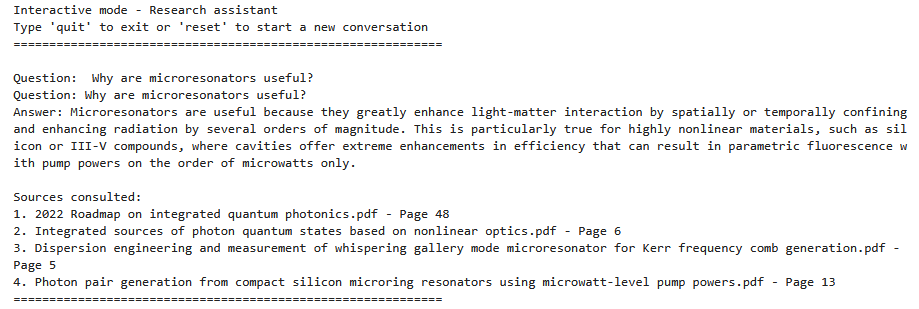 Interactive mode - Research assistant
Type 'quit' to exit or 'reset' to start a new conversation
============================================================
Question:  Why are microresonators useful?
Question: Why are microresonators useful?
Answer: Microresonators are useful because they greatly enhance light-matter interaction by spatially or temporally confining
and enhancing radiation by several orders of magnitude. This is particularly true for highly nonlinear materials, such as sil
icon or III-V compounds, where cavities offer extreme enhancements in efficiency that can result in parametric fluorescence w
ith pump powers on the order of microwatts only.
Sources consulted:
1. 2022 Roadmap on integrated quantum photonics.pdf - Page 48
2. Integrated sources of photon quantum states based on nonlinear optics.pdf - Page 6
3. Dispersion engineering and measurement of whispering gallery mode microresonator for Kerr frequency comb generation.pdf -
Page 5
4. Photon pair generation from compact silicon microring resonators using microwatt-level pump powers.pdf - Page 13
============================================================